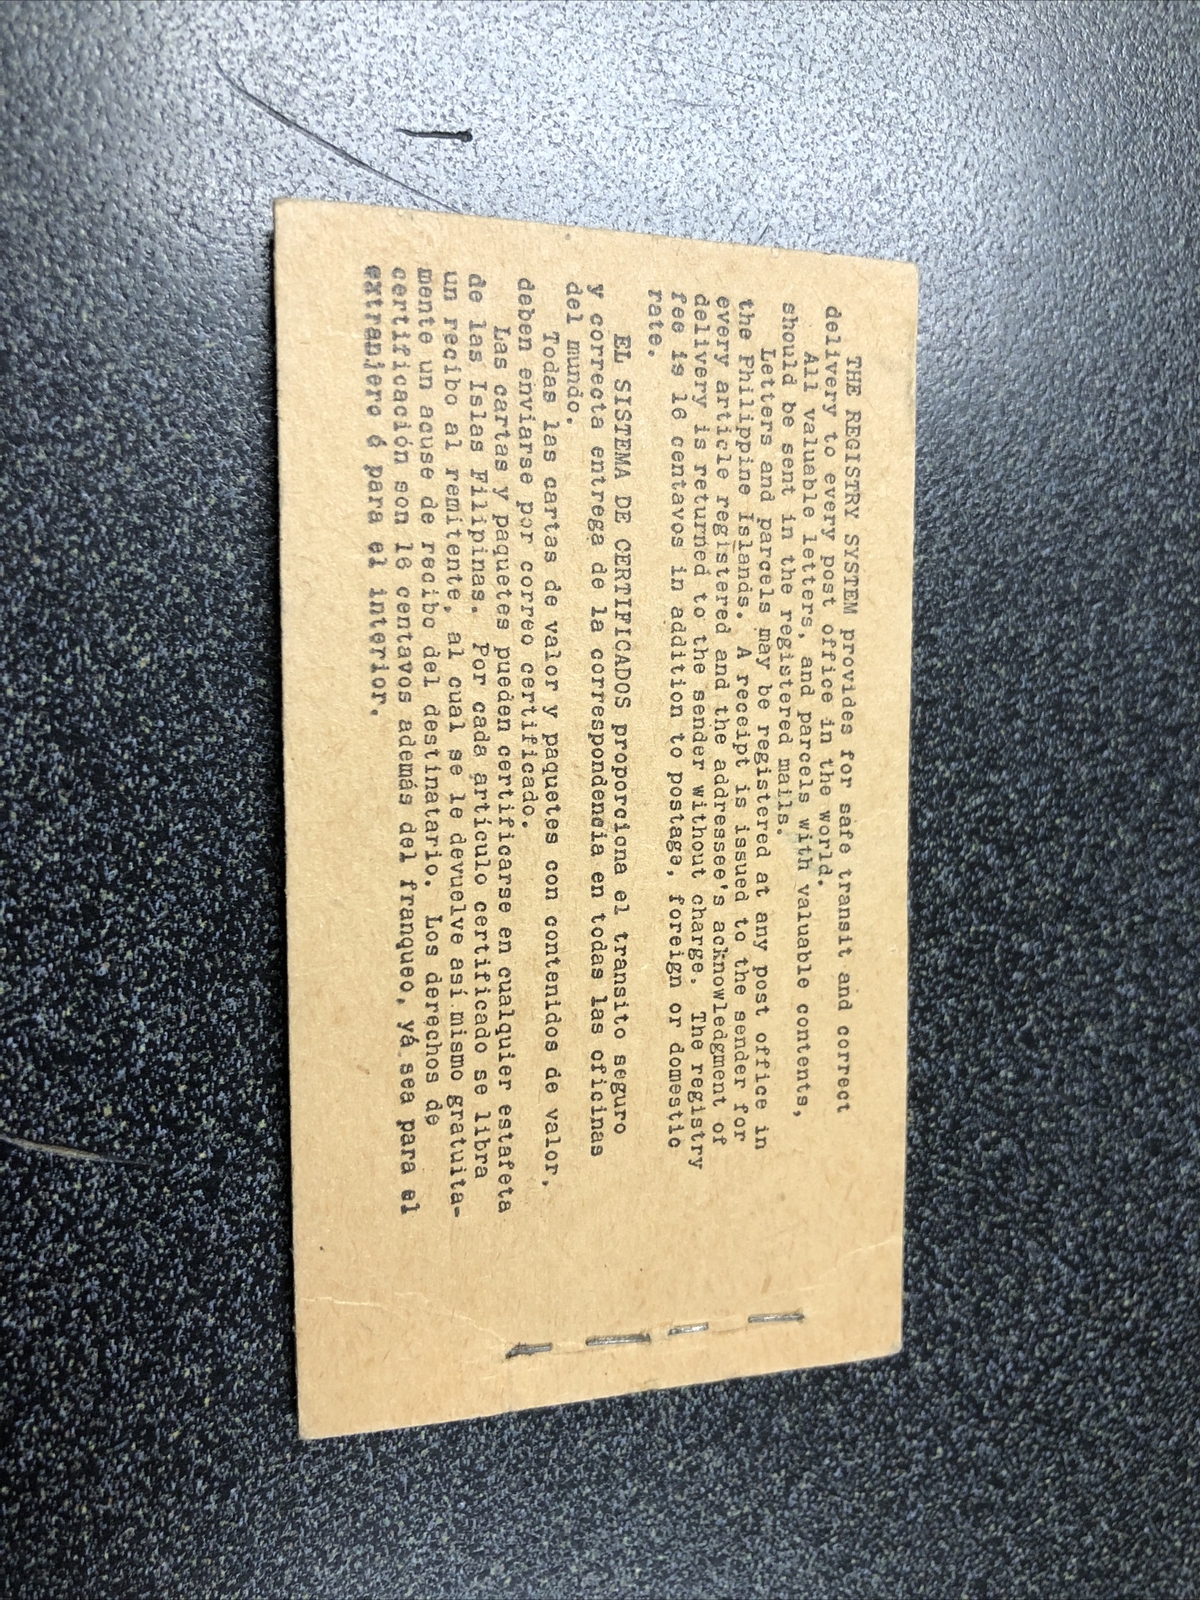 THE REGISTRY SYSTEM provides for safe transit and correct
delivery to every post office in the world.
All valuable letters, and parcels with valuable contents,
should be sent in the registered mails.
Letters and parcels may be registered at any post office in
the Philippine Islands. A receipt is issued to the sender for
every article registered and the addressee's acknowledgment of
delivery is returned to the sender without charge. The registry
fee is 16 centavos in addition to postage, foreign or domestic
rate.
EL SISTEMA DE CERTIFICADOS proporciona el transito seguro
y correcta entrega de la correspondencia en todas las oficinas
del mundo.
Todas las cartas de valor y paquetes con contenidos de valor,
deben enviarse por correo certificado.
Las cartas y paquetes pueden certificarse en cualquier estafeta
de las Islas Filipinas. Por cada artículo certificado se libra
un recibo al remitente, al cual se le devuelve así mismo gratuita-
mente un acuse de recibo del destinatario. Los derechos de
certificación son 16 centavos además del franqueo, yá sea para el
extranjero ó para el interior.